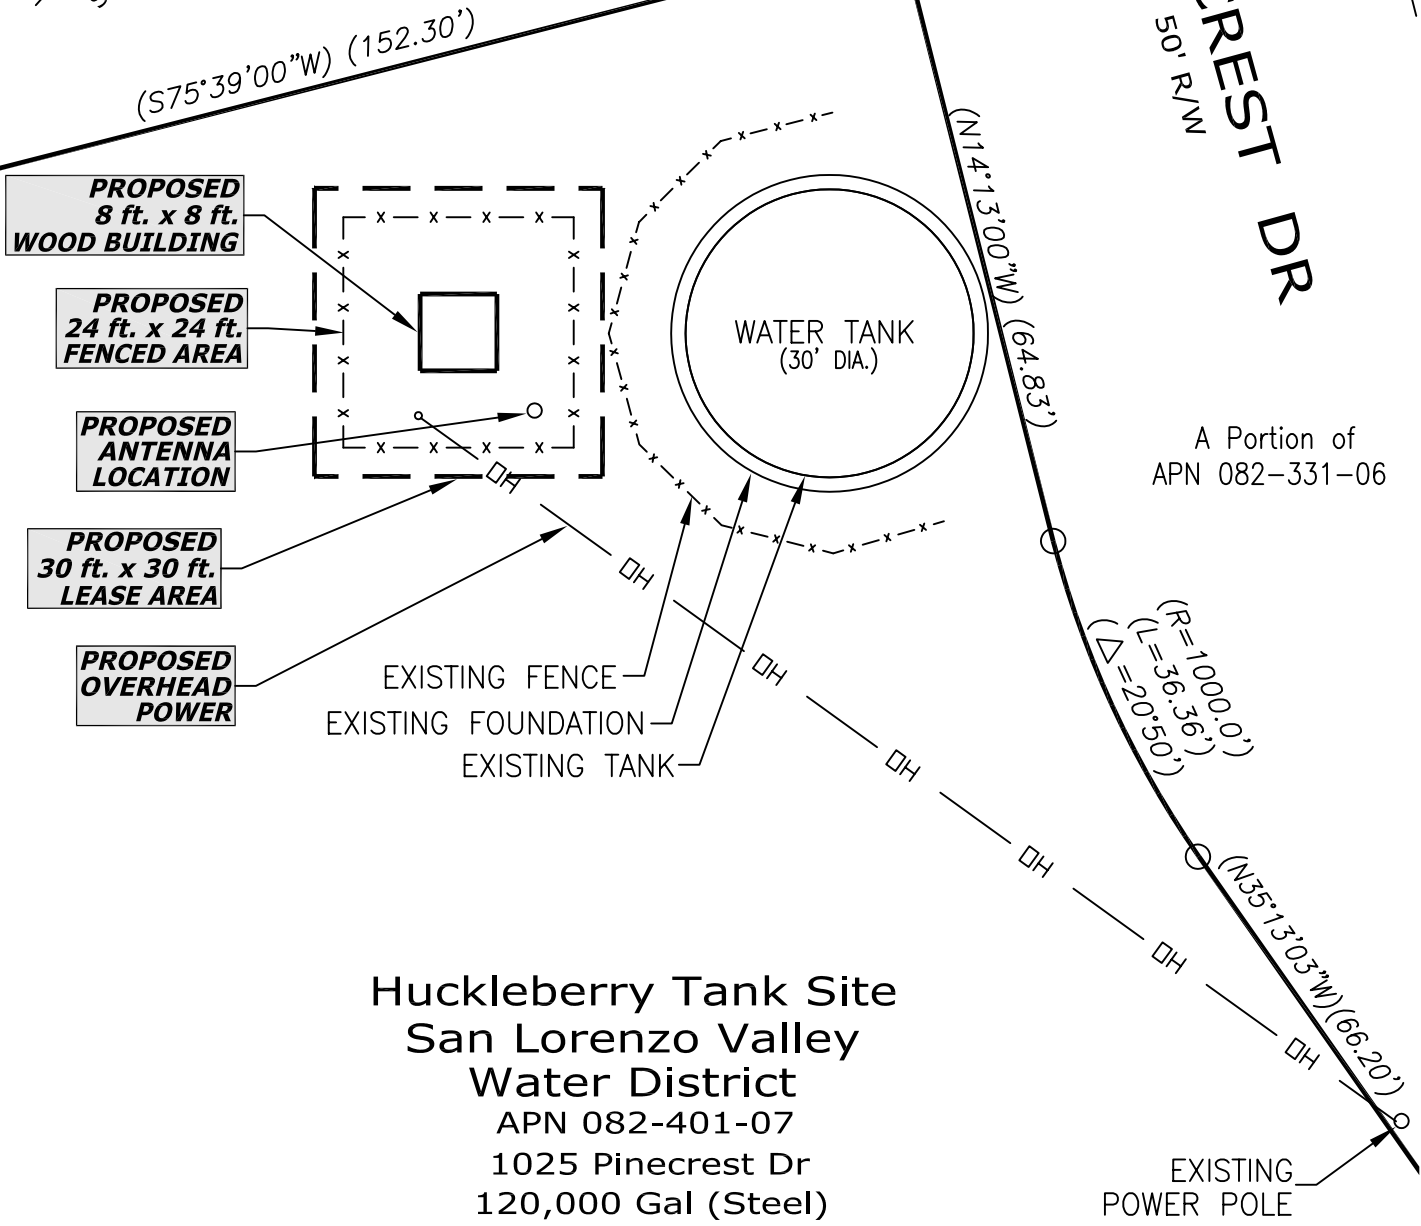 (S75°39'00"W) (152.30')
CREST DR
50' R/W
PROPOSED
8 ft. x 8 ft.
WOOD BUILDING
PROPOSED
24 ft. x 24 ft.
FENCED AREA
PROPOSED
ANTENNA
LOCATION
PROPOSED
30 ft. x 30 ft.
LEASE AREA
PROPOSED
OVERHEAD
POWER
WATER TANK
(30' DIA.)
(N14°13'00"W) (64.83')
A Portion of
APN 082-331-06
(R=1000.0')
(L=36.36')
(△=20°50')
EXISTING FENCE
EXISTING FOUNDATION
EXISTING TANK
OH
OH
OH
OH
OH
OH
OH
(N35°13'03"W)(66.20')
Huckleberry Tank Site
San Lorenzo Valley
Water District
APN 082-401-07
1025 Pinecrest Dr
120,000 Gal (Steel)
EXISTING
POWER POLE